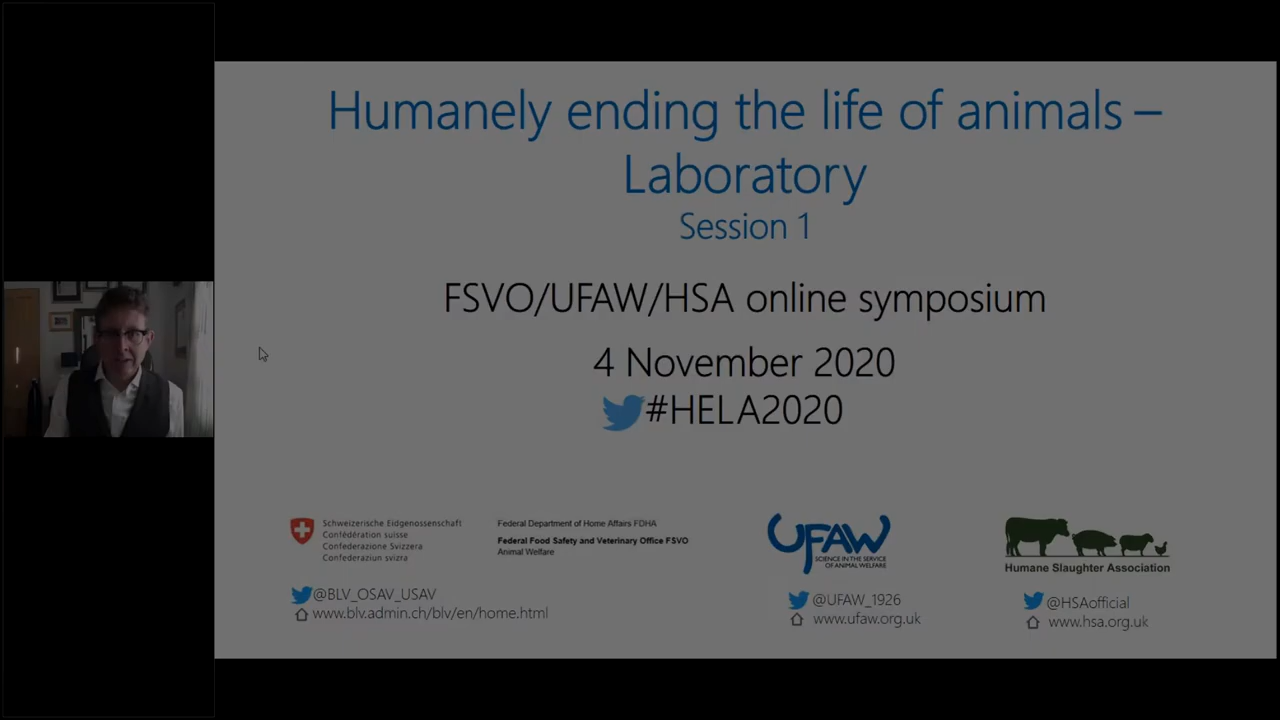 Humanely ending the life of animals –
Laboratory
Session 1
FSVO/UFAW/HSA online symposium
4 November 2020
#HELA2020
Schweizerische Eidgenossenschaft
Confédération suisse
Confederazione Svizzera
Confederaziun svizra
Federal Department of Home Affairs FDHA
Federal Food Safety and Veterinary Office FSVO
Animal Welfare
@BLV_OSAV_USAV
www.blv.admin.ch/blv/en/home.html
UFAW
SCIENCE IN THE SERVICE
OF ANIMAL WELFARE
@UFAW_1926
www.ufaw.org.uk
Humane Slaughter Association
@HSAofficial
www.hsa.org.uk